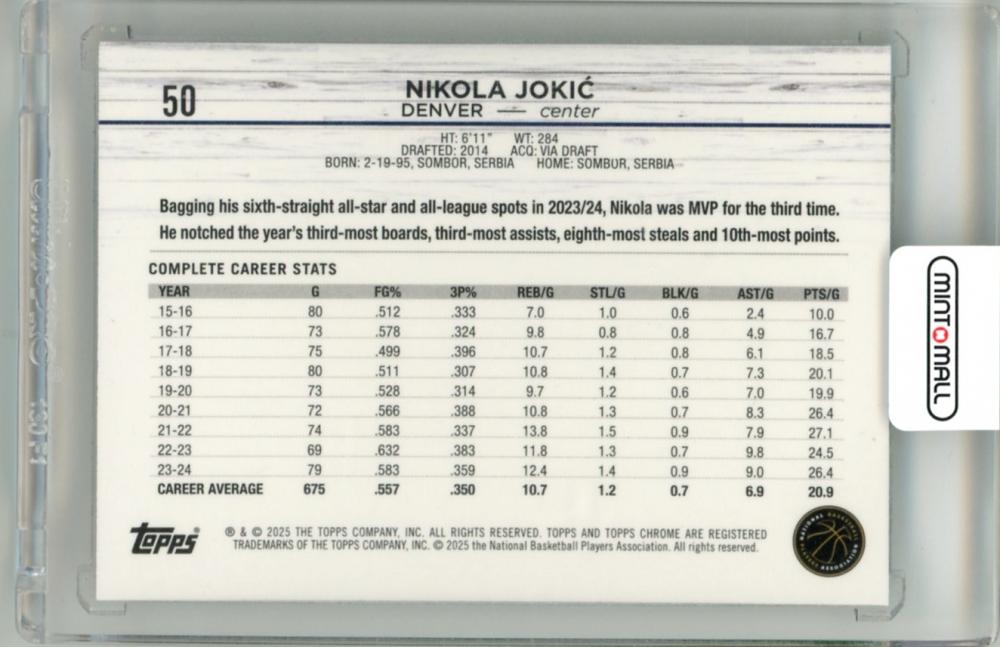 50
NIKOLA JOKIĆ
DENVER — center
HT: 6'11" WT: 284
DRAFTED: 2014 ACQ: VIA DRAFT
BORN: 2-19-95, SOMBOR, SERBIA HOME: SOMBUR, SERBIA
Bagging his sixth-straight all-star and all-league spots in 2023/24, Nikola was MVP for the third time.
He notched the year's third-most boards, third-most assists, eighth-most steals and 10th-most points.
COMPLETE CAREER STATS
YEAR G FG% 3P% REB/G STL/G BLK/G AST/G PTS/G
15-16 80 .512 .333 7.0 1.0 0.6 2.4 10.0
16-17 73 .578 .324 9.8 0.8 0.8 4.9 16.7
17-18 75 .499 .396 10.7 1.2 0.8 6.1 18.5
18-19 80 .511 .307 10.8 1.4 0.7 7.3 20.1
19-20 73 .528 .314 9.7 1.2 0.6 7.0 19.9
20-21 72 .566 .388 10.8 1.3 0.7 8.3 26.4
21-22 74 .583 .337 13.8 1.5 0.9 7.9 27.1
22-23 69 .632 .383 11.8 1.3 0.7 9.8 24.5
23-24 79 .583 .359 12.4 1.4 0.9 9.0 26.4
CAREER AVERAGE 675 .557 .350 10.7 1.2 0.7 6.9 20.9
Topps®
® & © 2025 THE TOPPS COMPANY, INC. ALL RIGHTS RESERVED. TOPPS AND TOPPS CHROME ARE REGISTERED
TRADEMARKS OF THE TOPPS COMPANY, INC. © 2025 the National Basketball Players Association. All rights reserved.
MINTOMALL